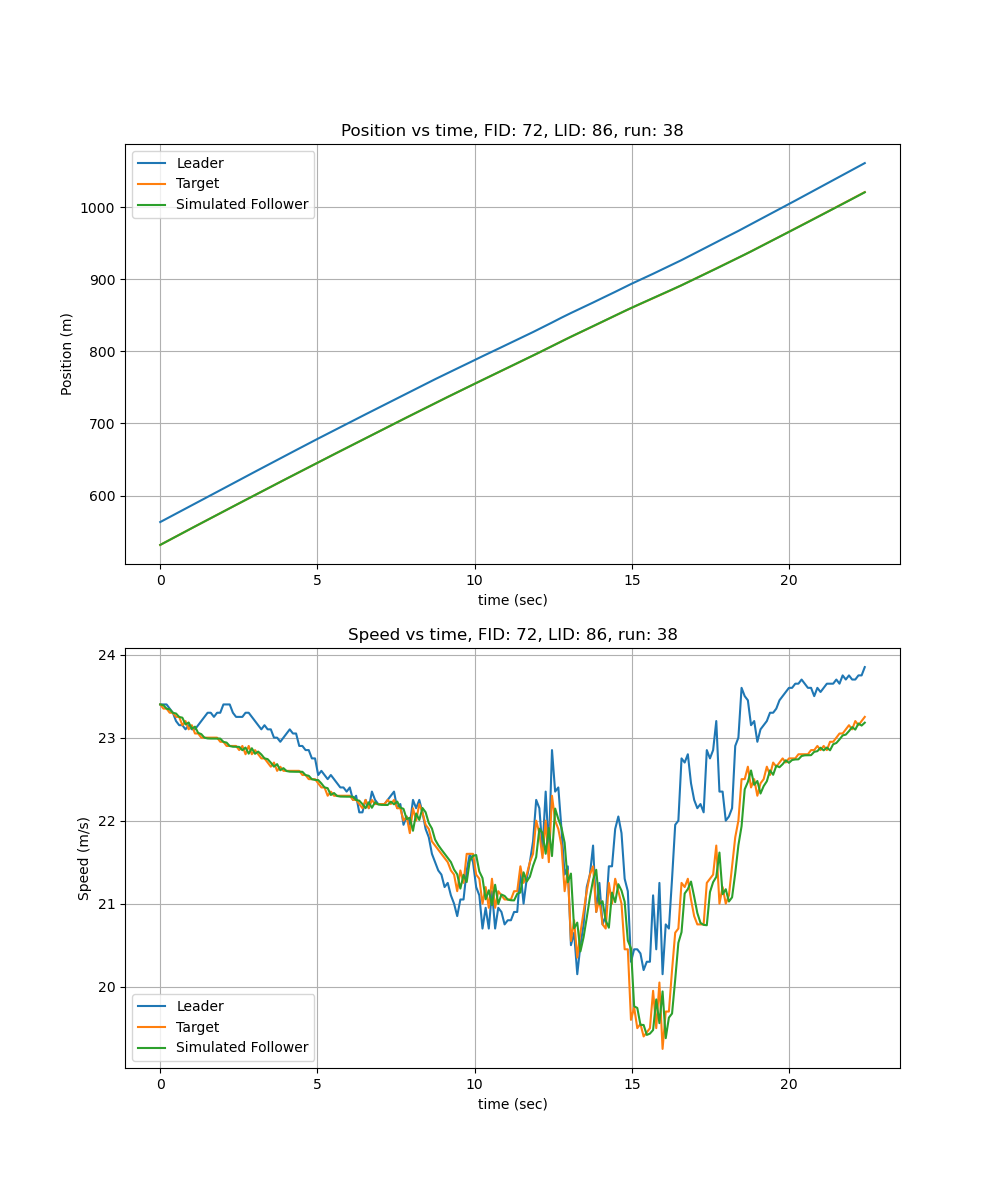 Position vs time, FID: 72, LID: 86, run: 38
Leader
Target
Simulated Follower
1000
900
800
700
600
Position (m)
0 5 10 15 20
time (sec)
Speed vs time, FID: 72, LID: 86, run: 38
24
23
22
21
20
Speed (m/s)
Leader
Target
Simulated Follower
0 5 10 15 20
time (sec)